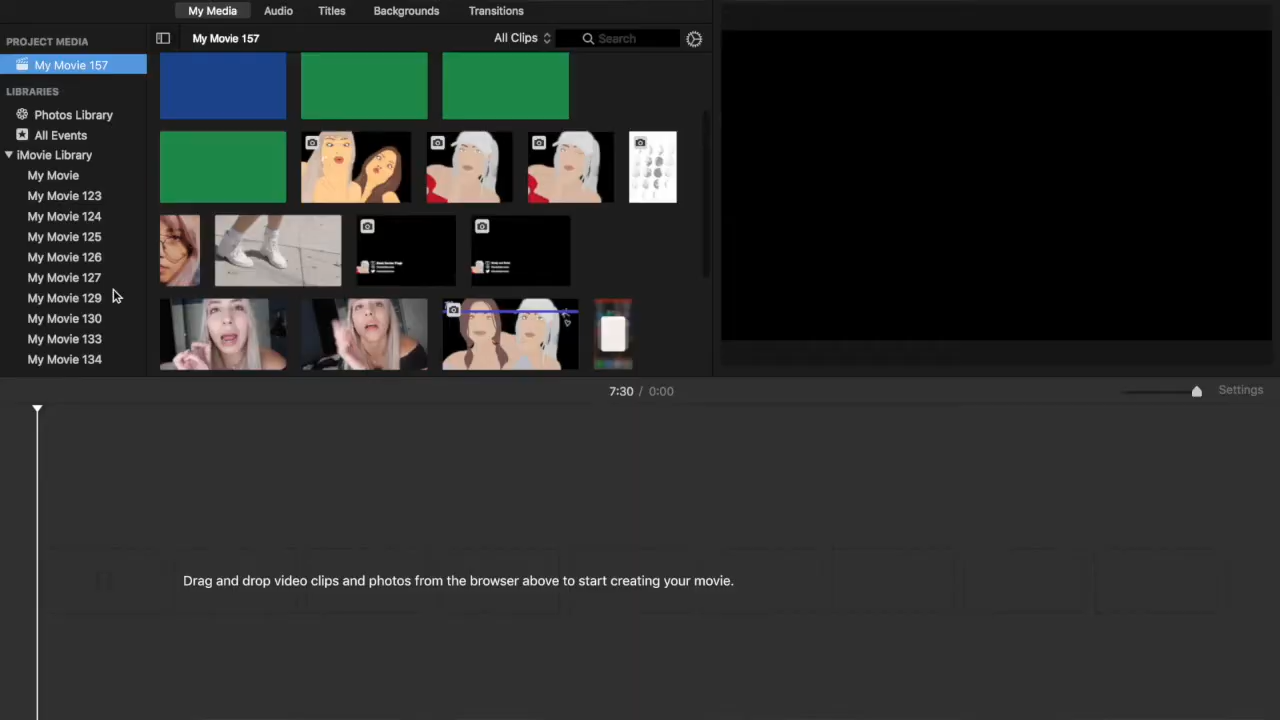 My Media
Audio
Titles
Backgrounds
Transitions
PROJECT MEDIA
My Movie 157
My Movie 157
All Clips
Search
LIBRARIES
Photos Library
All Events
iMovie Library
My Movie
My Movie 123
My Movie 124
My Movie 125
My Movie 126
My Movie 127
My Movie 129
My Movie 130
My Movie 133
My Movie 134
7:30 / 0:00
Settings
Drag and drop video clips and photos from the browser above to start creating your movie.